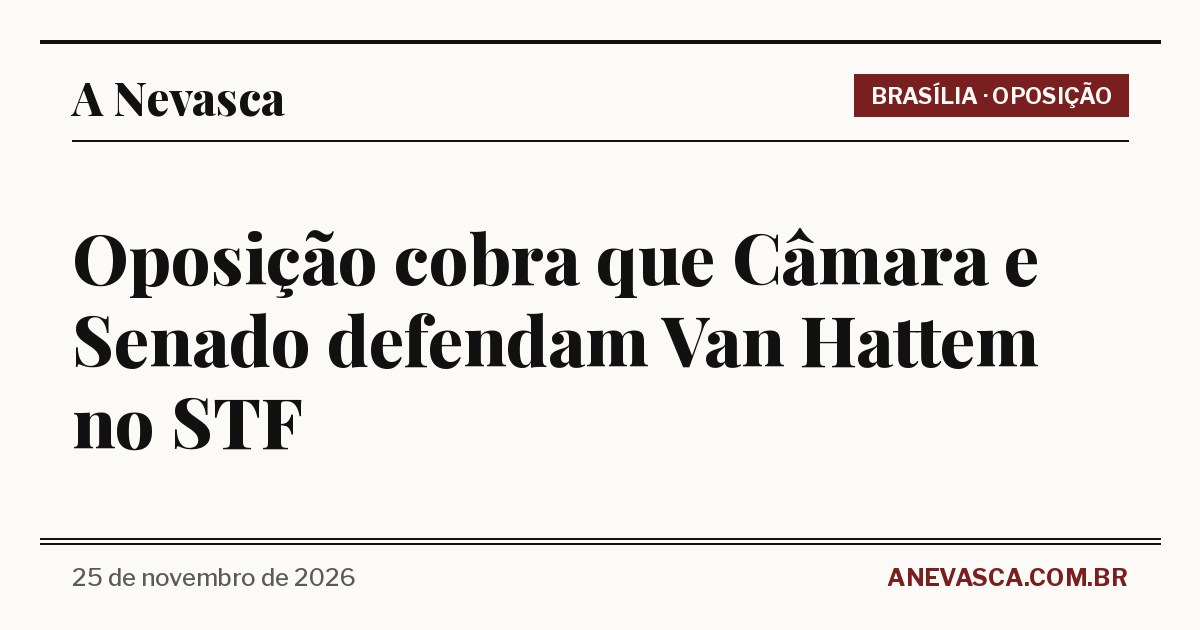 A Nevasca
BRASÍLIA · OPOSIÇÃO
Oposição cobra que Câmara e
Senado defendam Van Hattem
no STF
25 de novembro de 2026
ANEVASCA.COM.BR